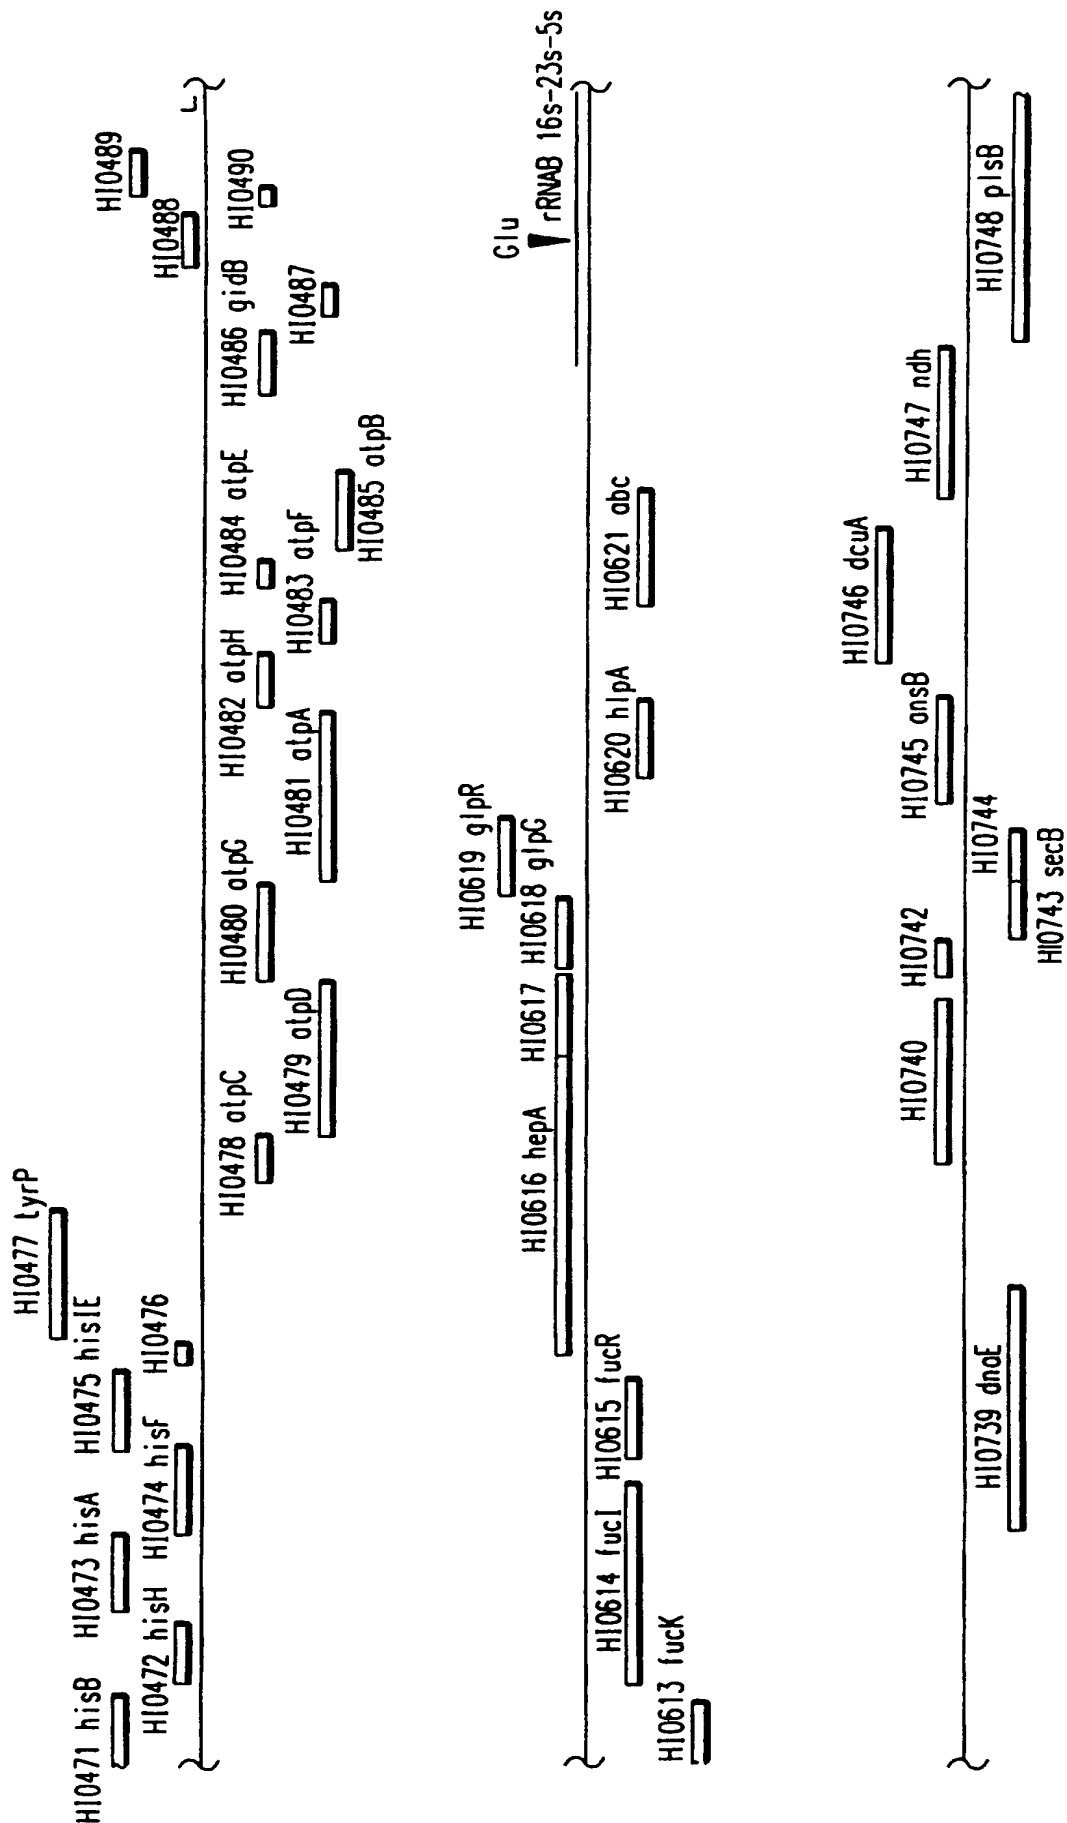 HI0471 hisB
HI0472 hisH
HI0473 hisA
HI0474 hisF
HI0475 hisIE
HI0476
HI0477 tyrP
HI0478 atpC
HI0479 atpD
HI0480 atpG
HI0481 atpA
HI0482 atpH
HI0483 atpF
HI0484 atpE
HI0485 atpB
HI0486 gidB
HI0487
HI0488
HI0489
HI0490
HI0613 fucK
HI0614 fucI
HI0615 fucR
HI0616 hepA
HI0617
HI0618 glpG
HI0619 glpR
HI0620 hlpA
HI0621 abc
Glu
rRNAB 16s-23s-5s
HI0739 dnaE
HI0740
HI0742
HI0743 secB
HI0744
HI0745 ansB
HI0746 dcuA
HI0747 ndh
HI0748 plsB